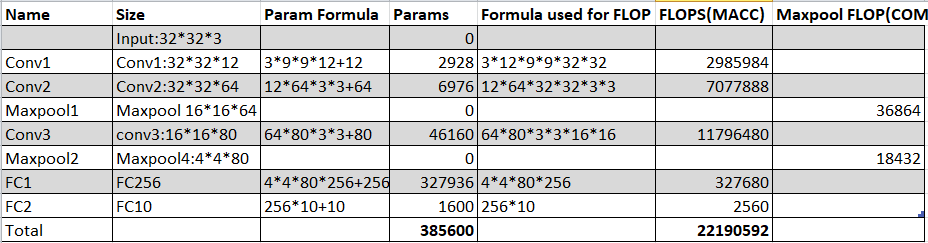 Name Size Param Formula Params Formula used for FLOP FLOPS(MACC) Maxpool FLOP(COM
Input:32*32*3 0
Conv1 Conv1:32*32*12 3*9*9*12+12 2928 3*12*9*9*32*32 2985984
Conv2 Conv2:32*32*64 12*64*3*3+64 6976 12*64*32*32*3*3 7077888
Maxpool1 Maxpool 16*16*64 0 36864
Conv3 conv3:16*16*80 64*80*3*3+80 46160 64*80*3*3*16*16 11796480
Maxpool2 Maxpool4:4*4*80 0 18432
FC1 FC256 4*4*80*256+256 327936 4*4*80*256 327680
FC2 FC10 256*10+10 1600 256*10 2560
Total 385600 22190592